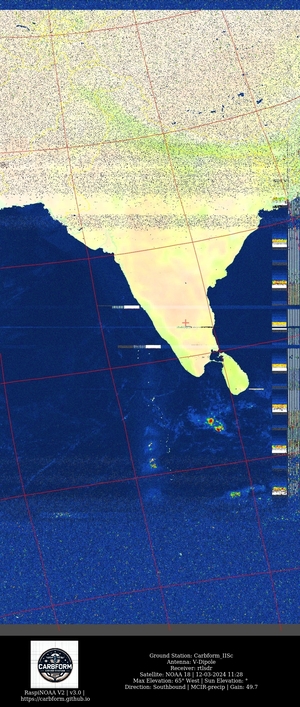 CARBFORM
RaspiNOAA V2 | v3.0 |
https://carbform.github.io
Ground Station: Carbform_IISc
Antenna: V-Dipole
Receiver: rtlsdr
Satellite: NOAA 18 | 12-03-2024 11:28
Max Elevation: 65° West | Sun Elevation: °
Direction: Southbound | MCIR-precip | Gain: 49.7